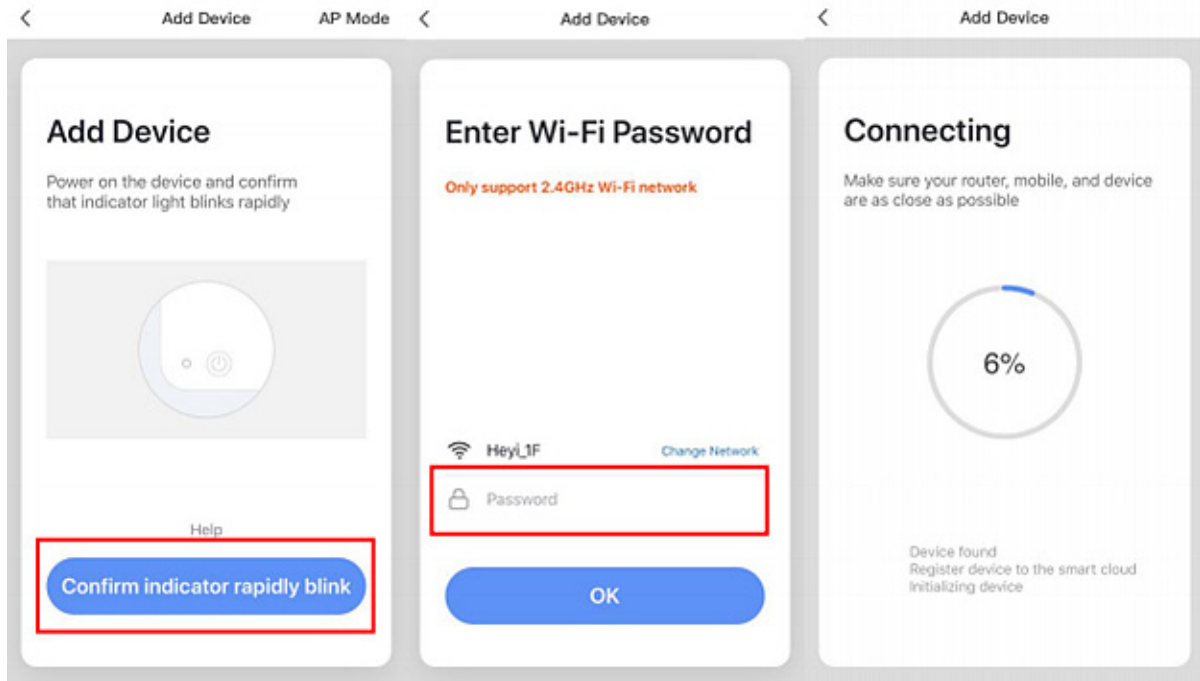 Add Device
AP Mode
Add Device
Power on the device and confirm
that indicator light blinks rapidly
Help
Confirm indicator rapidly blink
Add Device
Enter Wi-Fi Password
Only support 2.4GHz Wi-Fi network
Heyi_1F
Change Network
Password
OK
Add Device
Connecting
Make sure your router, mobile, and device
are as close as possible
6%
Device found
Register device to the smart cloud
Initializing device